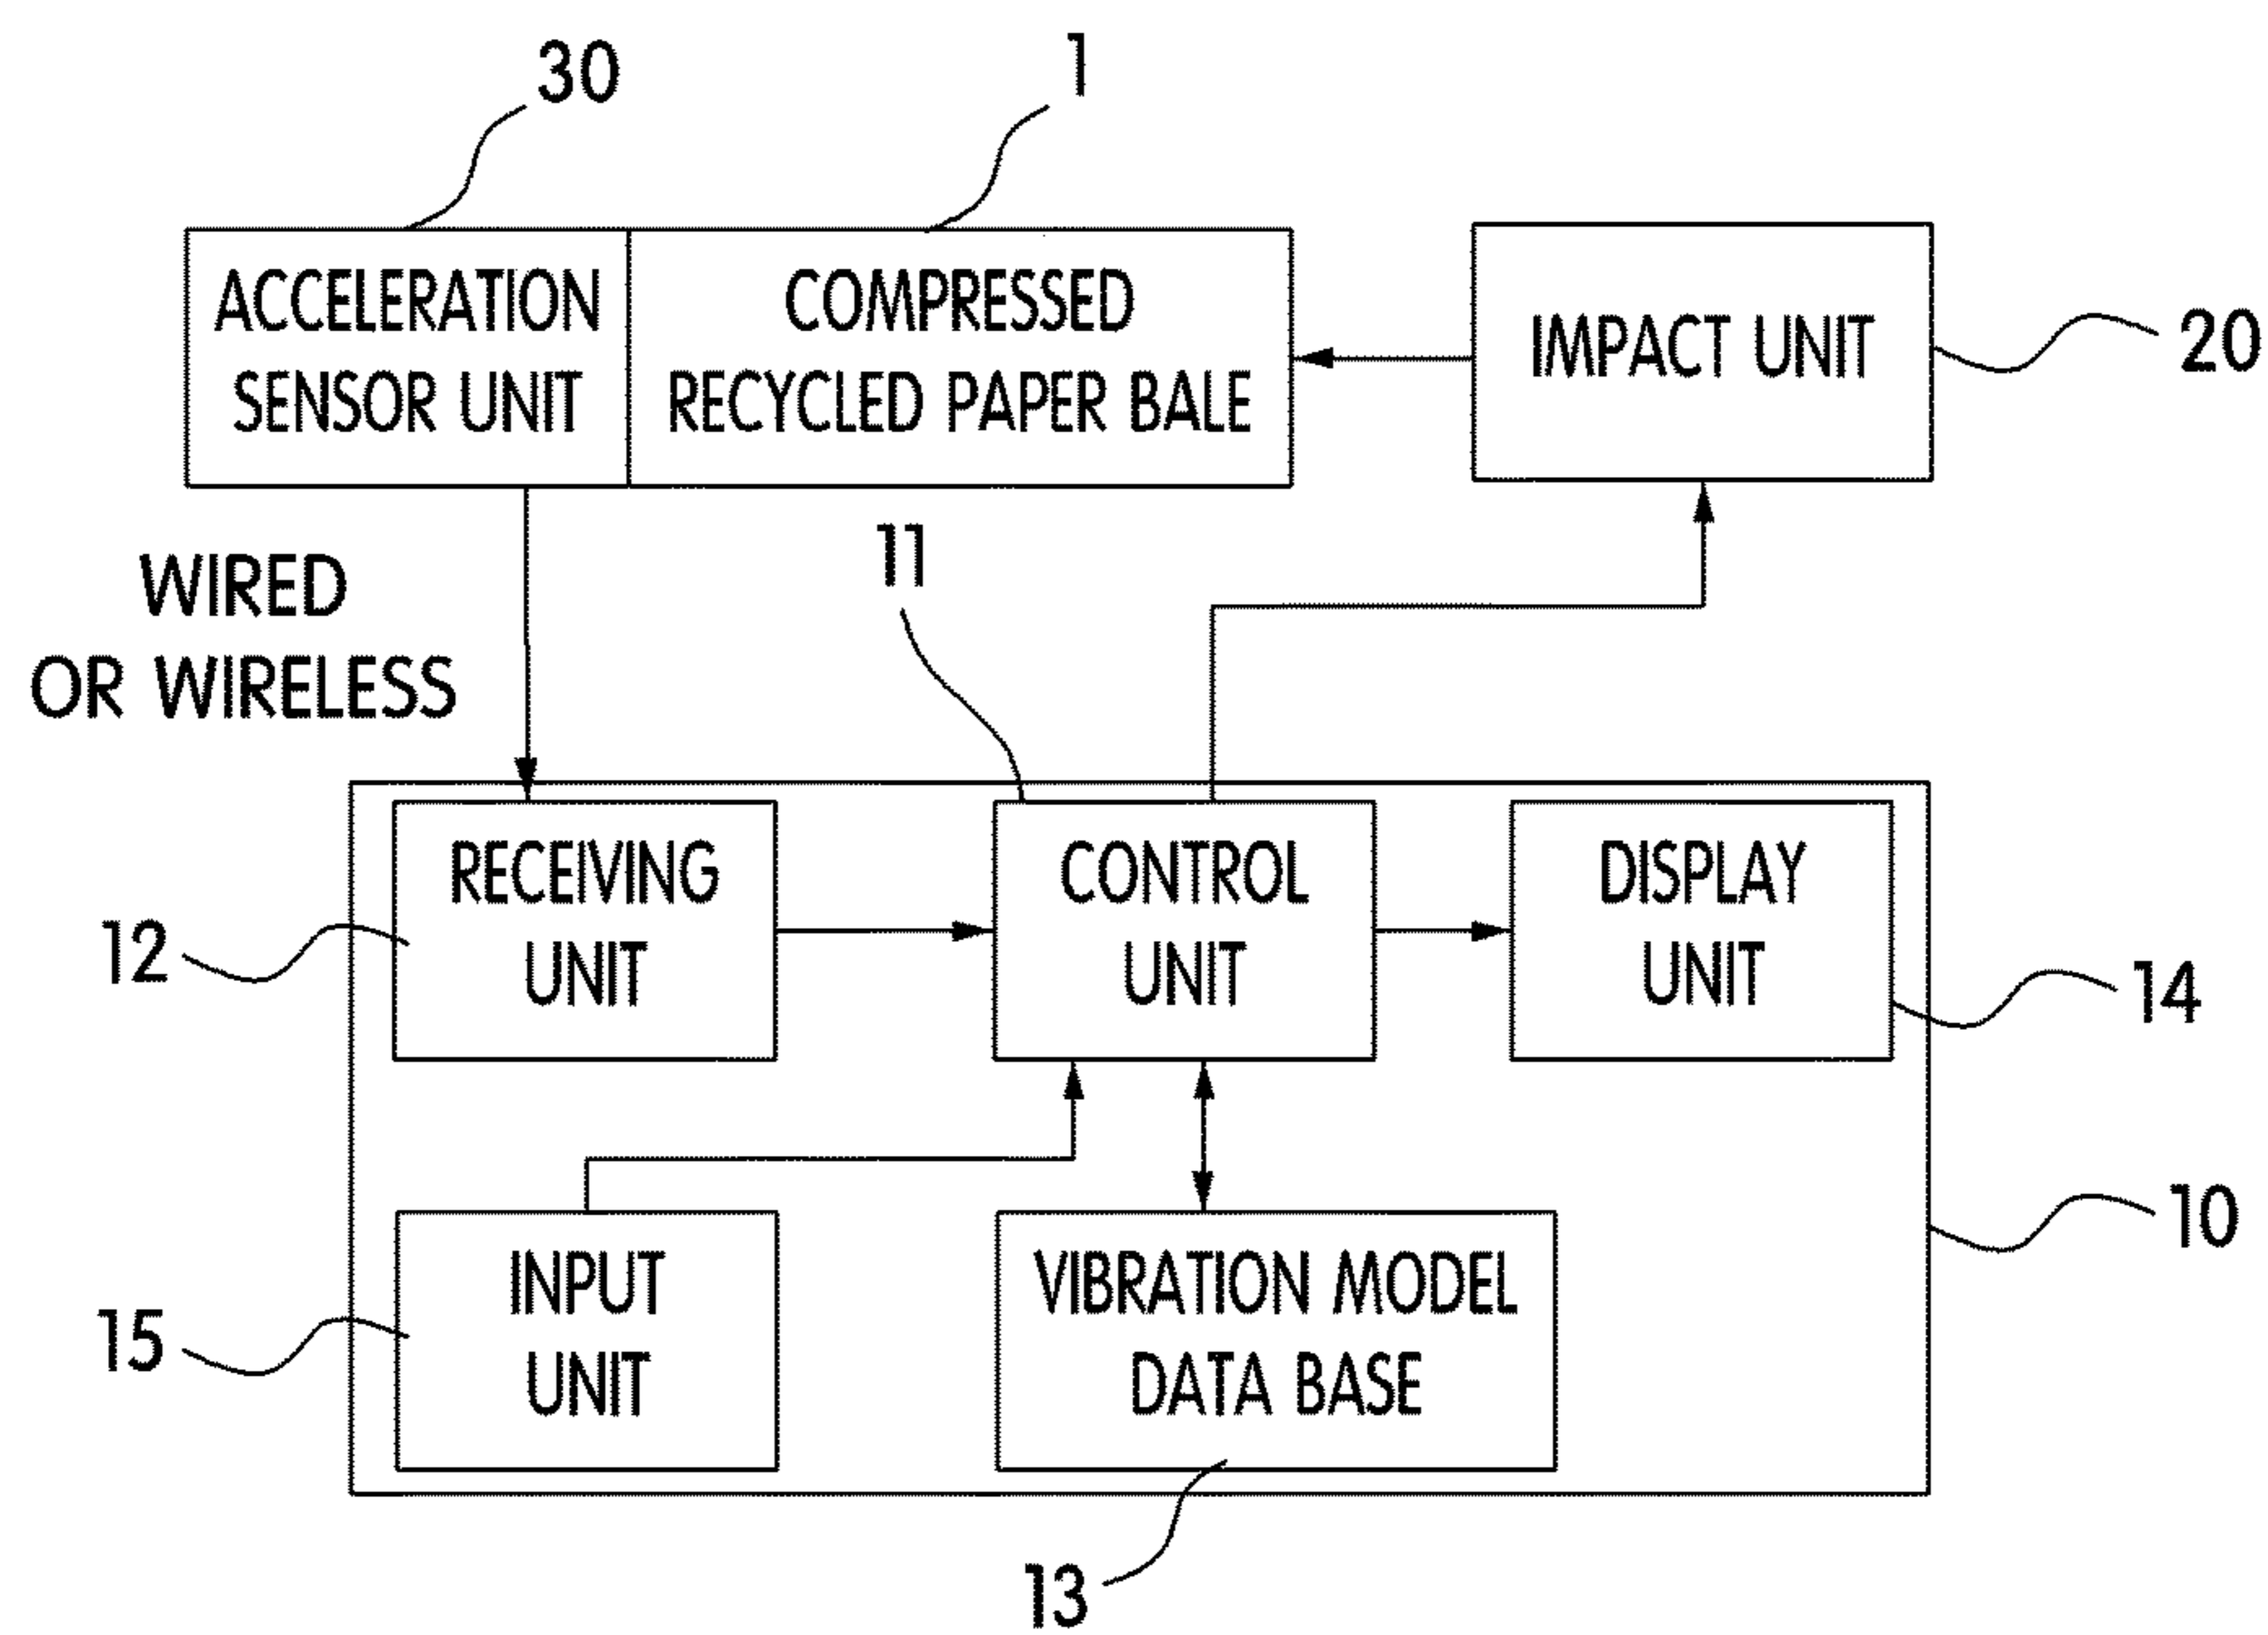 30
1
ACCELERATION
SENSOR UNIT
COMPRESSED
RECYCLED PAPER BALE
IMPACT UNIT
20
WIRED
OR WIRELESS
11
RECEIVING
UNIT
CONTROL
UNIT
DISPLAY
UNIT
12
14
INPUT
UNIT
VIBRATION MODEL
DATA BASE
10
15
13